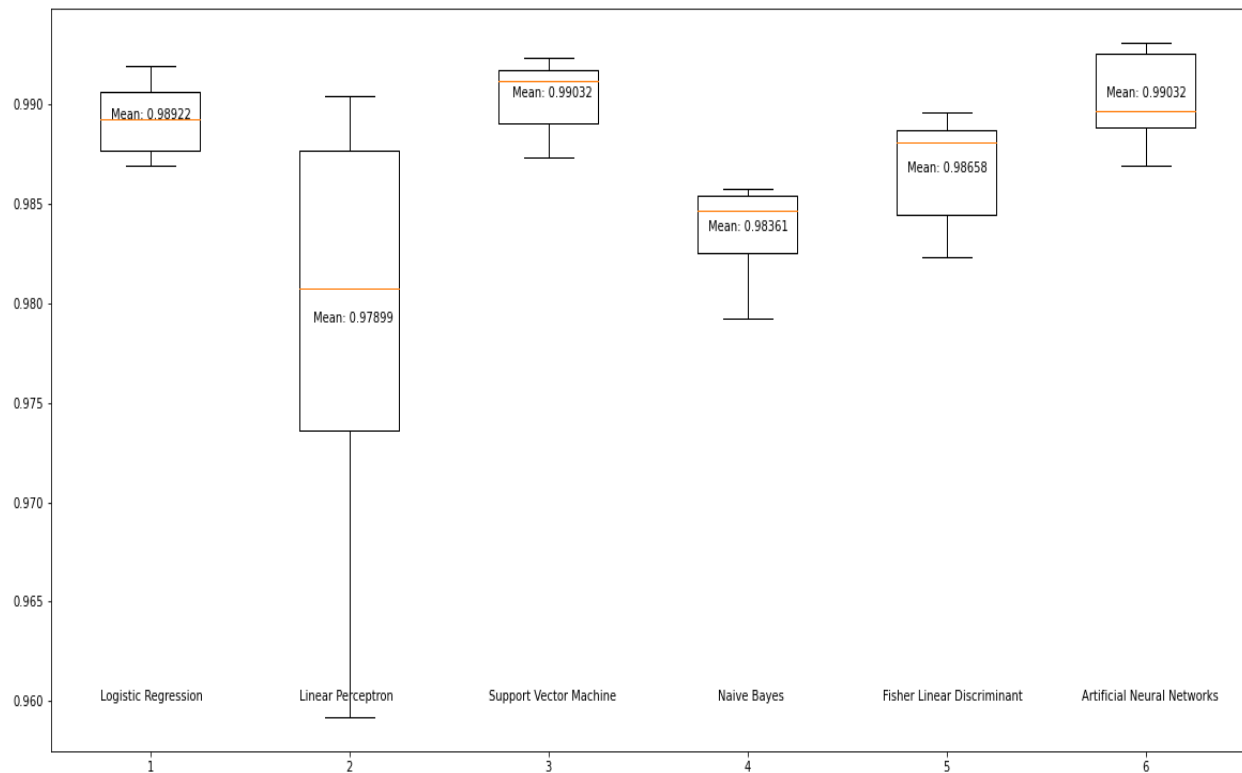 0.990
0.985
0.980
0.975
0.970
0.965
0.960
Mean: 0.98922
Mean: 0.97899
Mean: 0.99032
Mean: 0.98361
Mean: 0.98658
Mean: 0.99032
Logistic Regression
Linear Perceptron
Support Vector Machine
Naive Bayes
Fisher Linear Discriminant
Artificial Neural Networks
1 2 3 4 5 6